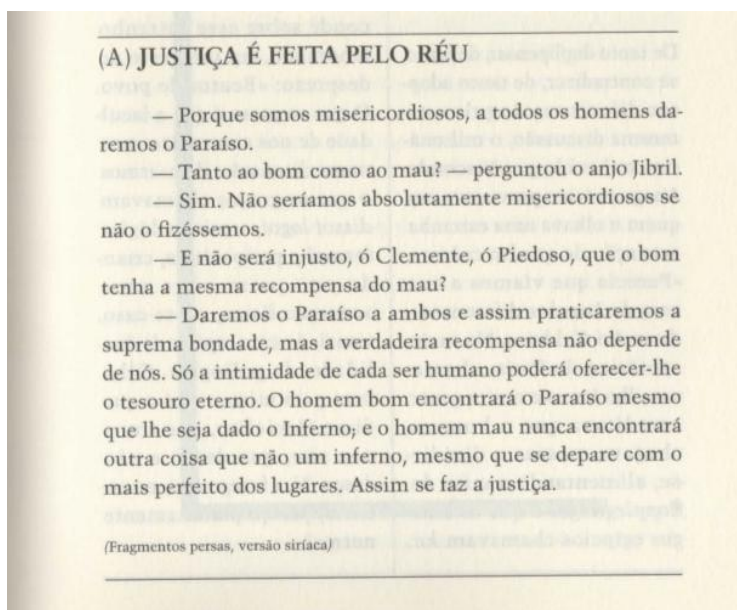 (A) JUSTIÇA É FEITA PELO RÉU
— Porque somos misericordiosos, a todos os homens da-
remos o Paraíso.
— Tanto ao bom como ao mau? — perguntou o anjo Jibril.
— Sim. Não seríamos absolutamente misericordiosos se
não o fizéssemos.
— E não será injusto, ó Clemente, ó Piedoso, que o bom
tenha a mesma recompensa do mau?
— Daremos o Paraíso a ambos e assim praticaremos a
suprema bondade, mas a verdadeira recompensa não depende
de nós. Só a intimidade de cada ser humano poderá oferecer-lhe
o tesouro eterno. O homem bom encontrará o Paraíso mesmo
que lhe seja dado o Inferno; e o homem mau nunca encontrará
outra coisa que não um inferno, mesmo que se depare com o
mais perfeito dos lugares. Assim se faz a justiça.
(Fragmentos persas, versão siríaca)